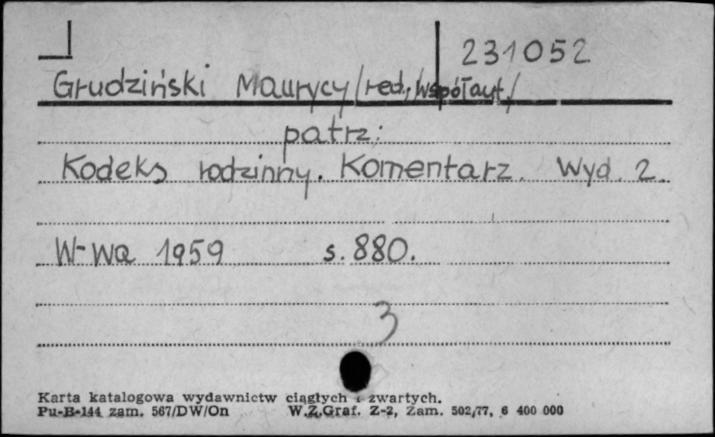 231052
Grudziński Maurycy /red., współaut./
patrz:
Kodeks rodzinny. Komentarz. Wyd. 2.
W-wa 1959 s. 880.
3
Karta katalogowa wydawnictw ciągłych i zwartych.
Pu-B-144 zam. 567/DW/On W.Z.Graf. Z-2, Zam. 502/77, 6 400 000